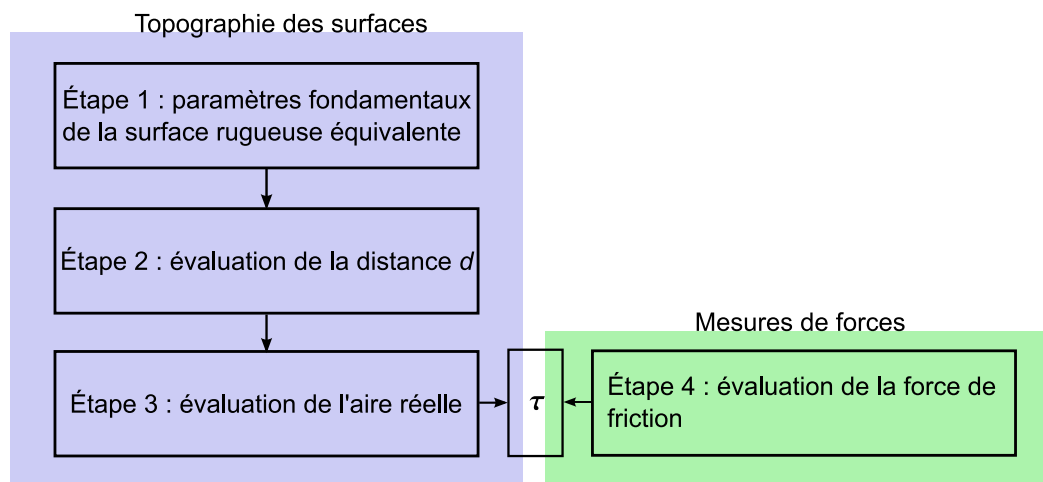 Topographie des surfaces
Étape 1 : paramètres fondamentaux
de la surface rugueuse équivalente
Étape 2 : évaluation de la distance d
Étape 3 : évaluation de l'aire réelle
τ
Mesures de forces
Étape 4 : évaluation de la force de
friction